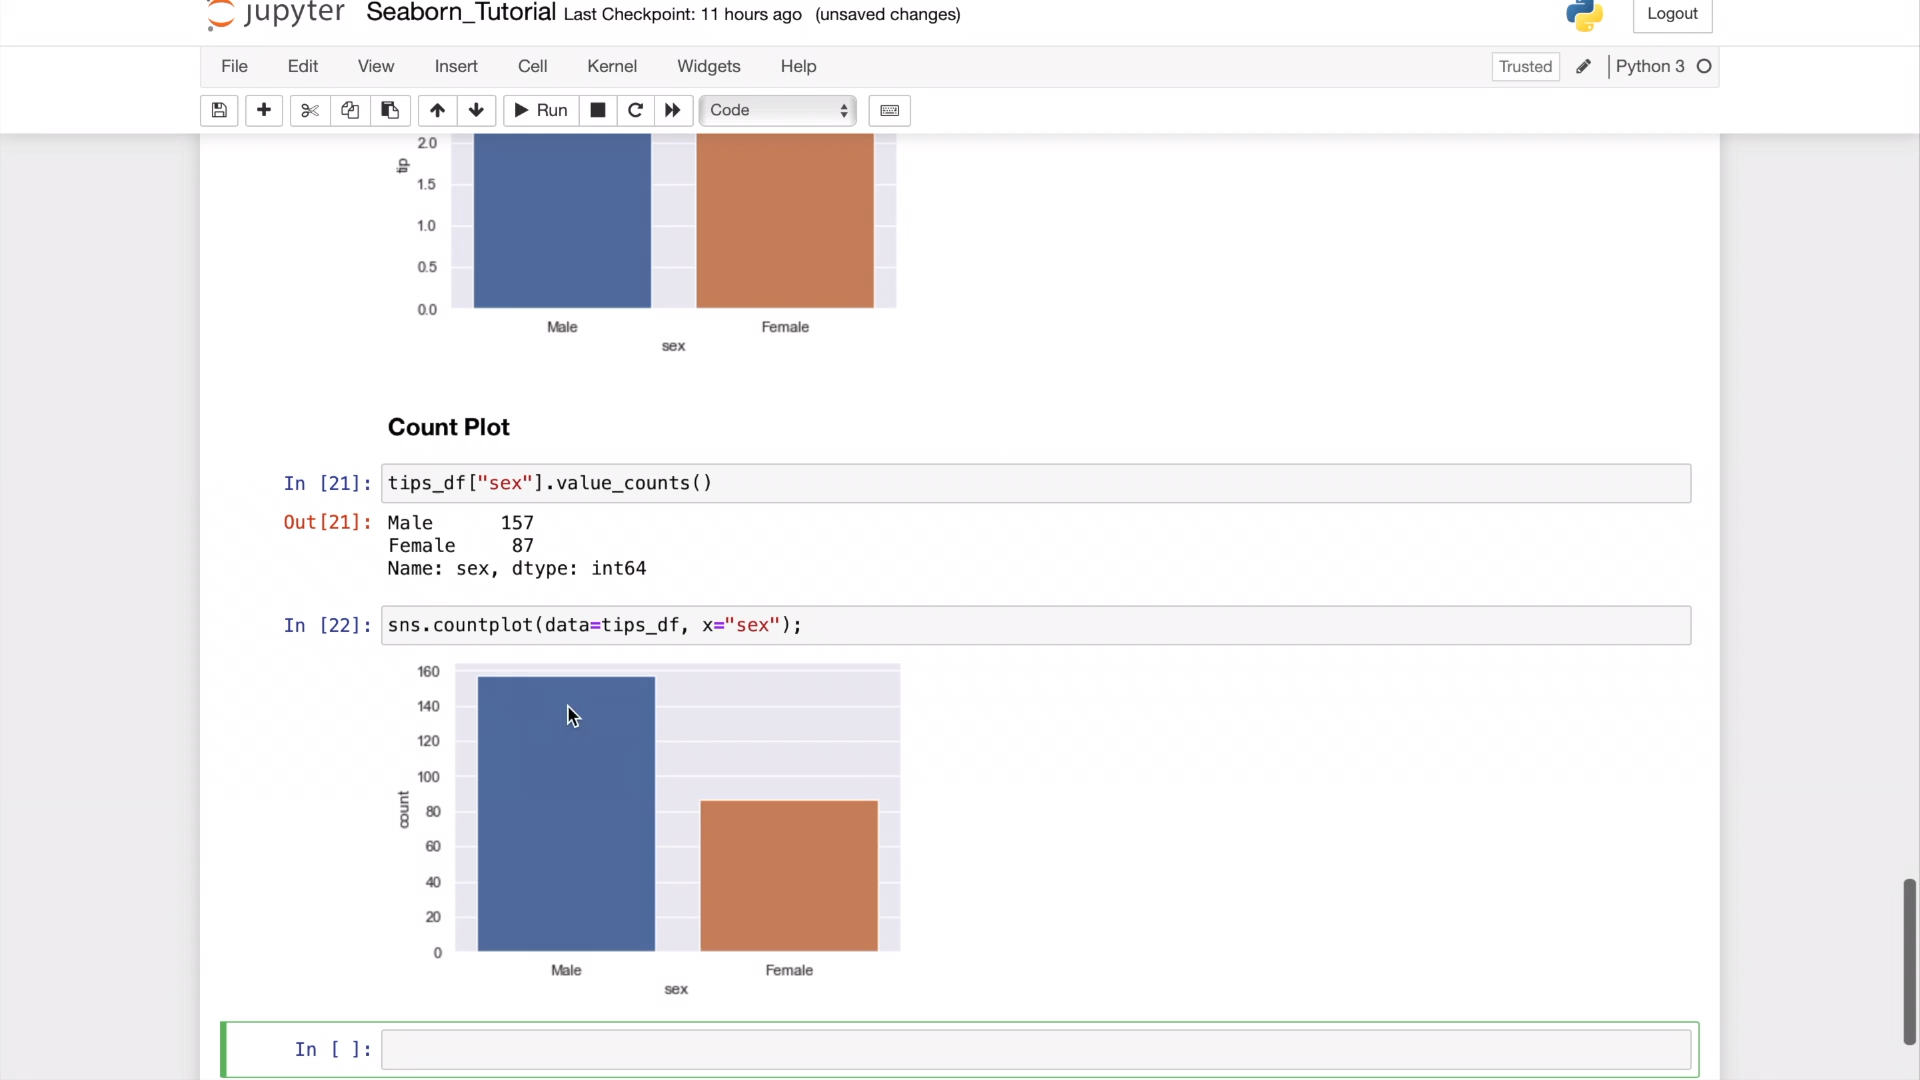 jupyter Seaborn_Tutorial Last Checkpoint: 11 hours ago (unsaved changes) Logout
File Edit View Insert Cell Kernel Widgets Help Trusted Python 3
Run Code
2.0
1.5
1.0
0.5
0.0
tip
Male Female
sex
Count Plot
In [21]: tips_df["sex"].value_counts()
Out[21]: Male 157
Female 87
Name: sex, dtype: int64
In [22]: sns.countplot(data=tips_df, x="sex");
160
140
120
100
80
60
40
20
0
count
Male Female
sex
In [ ]: